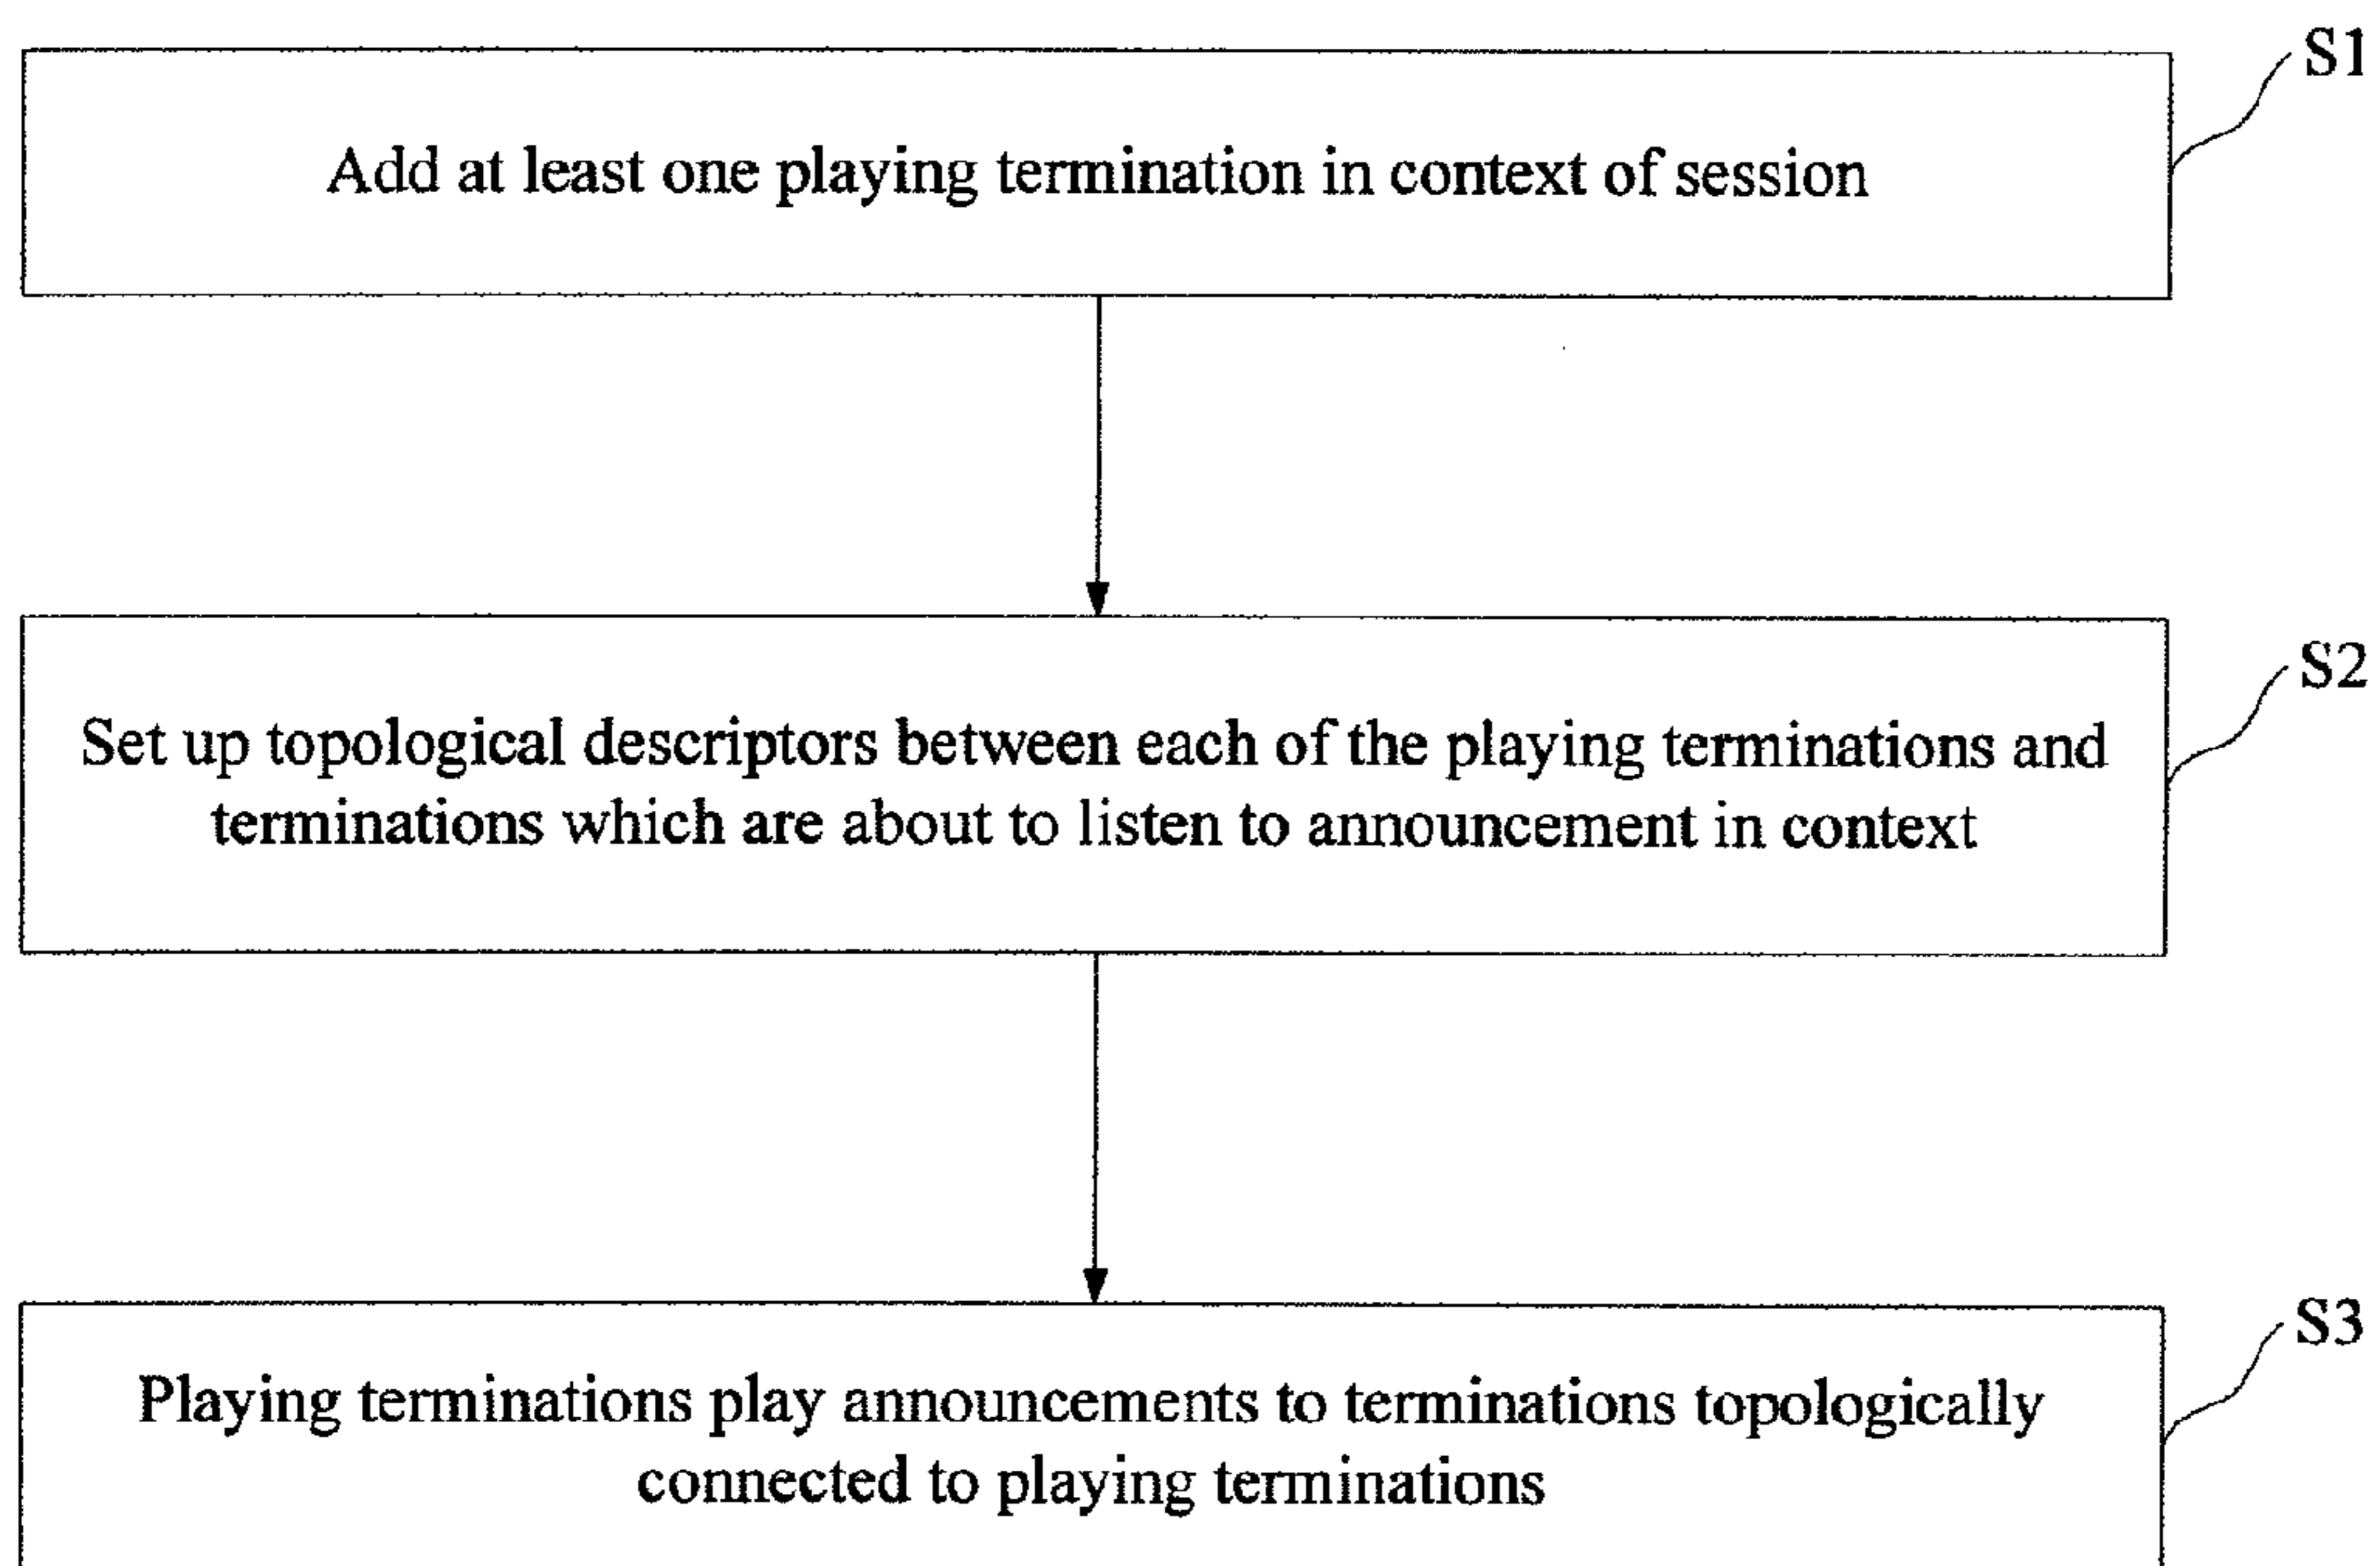 S1
Add at least one playing termination in context of session
S2
Set up topological descriptors between each of the playing terminations and
terminations which are about to listen to announcement in context
S3
Playing terminations play announcements to terminations topologically
connected to playing terminations